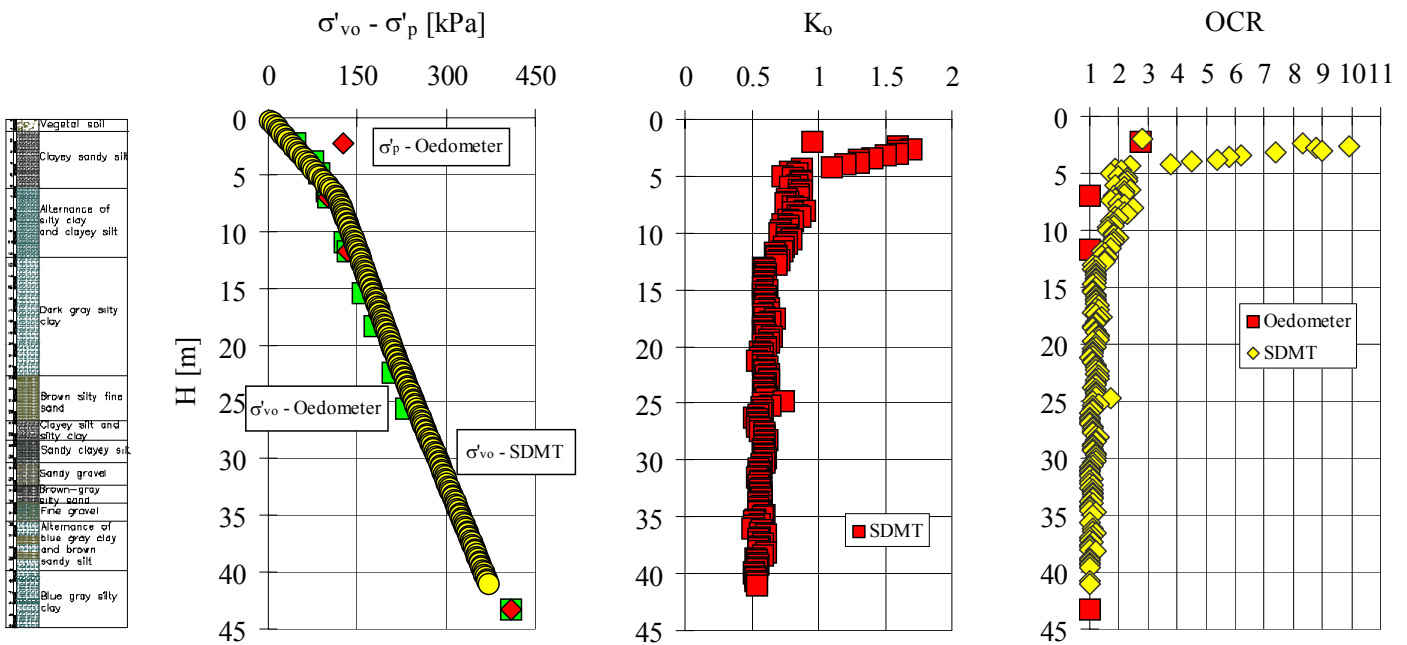 σ'vo - σ'p [kPa]
Ko
OCR
0 150 300 450
0 0.5 1 1.5 2
1 2 3 4 5 6 7 8 9 10 11
H [m]
0
5
10
15
20
25
30
35
40
45
0
5
10
15
20
25
30
35
40
45
0
5
10
15
20
25
30
35
40
45
Vegetal soil
Clayey sandy silt
Alternance of
silty clay
and clayey silt
Dark gray silty
clay
Brown silty fine
sand
Clayey silt and
silty clay
Sandy clayey silt
Sandy gravel
Brown-gray
silty sand
Fine gravel
Alternance of
blue gray clay
and brown
sandy silt
Blue gray silty
clay
σ'p - Oedometer
σ'vo - Oedometer
σ'vo - SDMT
SDMT
Oedometer
SDMT